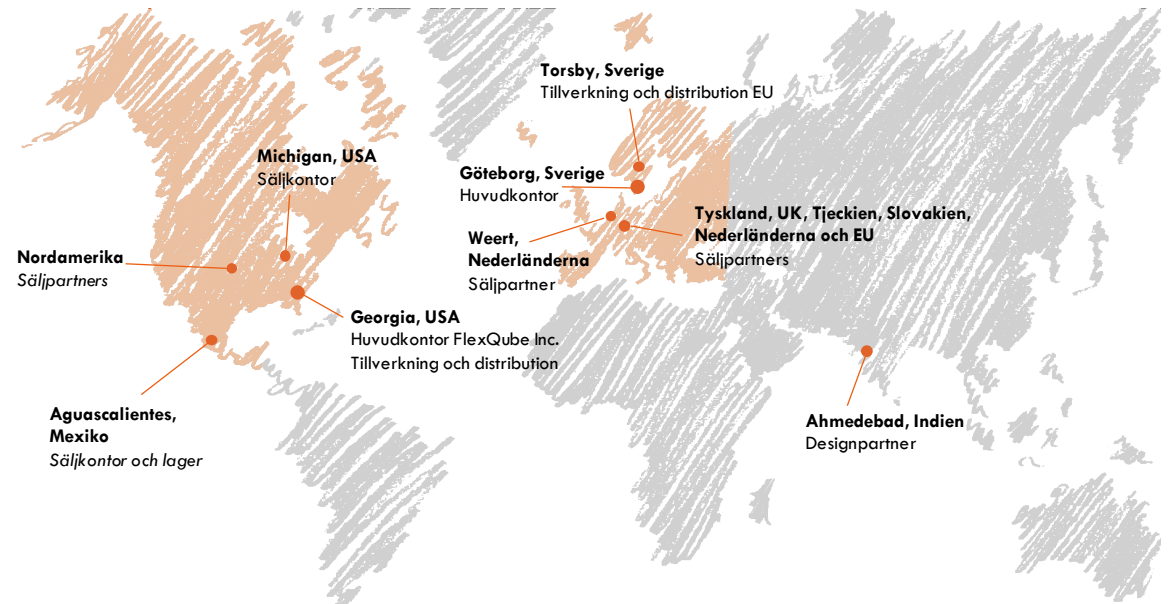 Torsby, Sverige
Tillverkning och distribution EU
Michigan, USA
Säljkontor
Göteborg, Sverige
Huvudkontor
Tyskland, UK, Tjeckien, Slovakien,
Nederländerna och EU
Säljpartners
Weert,
Nederländerna
Säljpartner
Nordamerika
Säljpartners
Georgia, USA
Huvudkontor FlexQube Inc.
Tillverkning och distribution
Aguascalientes,
Mexiko
Säljkontor och lager
Ahmedebad, Indien
Designpartner